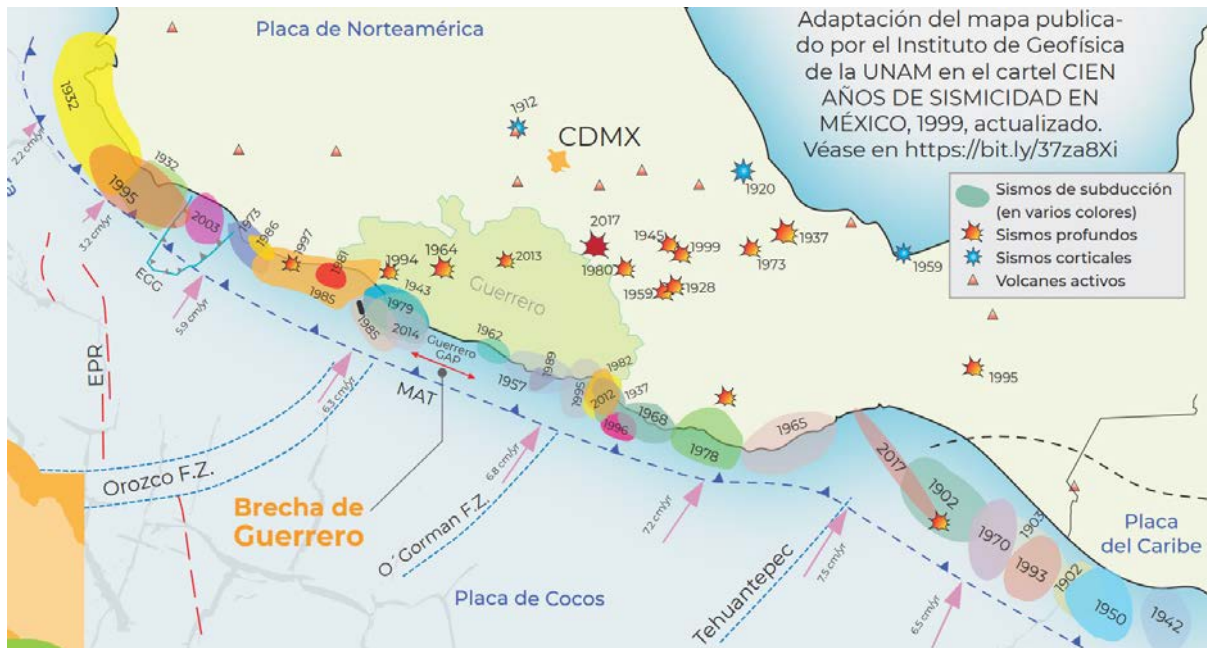 Placa de Norteamérica
Adaptación del mapa publica-
do por el Instituto de Geofísica
de la UNAM en el cartel CIEN
AÑOS DE SISMICIDAD EN
MÉXICO, 1999, actualizado.
Véase en https://bit.ly/37za8Xi
Sismos de subducción
(en varios colores)
Sismos profundos
Sismos corticales
Volcanes activos
1932
1912
CDMX
1932
1995
2003
1973
1986
1997
1981
1985
1994
1964
2013
2017
1980
1945
1999
1959
1928
1920
1973
1937
1959
1995
Guerrero
1943
1979
1985
2014
Guerrero
GAP
1962
1989
1957
1995
1982
2012
1937
1996
1968
1978
1965
2017
1902
1970
1903
1993
1902
1950
1942
2.2 cm/yr
3.2 cm/yr
EGG
5.9 cm/yr
6.3 cm/yr
MAT
6.8 cm/yr
7.2 cm/yr
7.5 cm/yr
6.5 cm/yr
EPR
Orozco F.Z.
Brecha de
Guerrero
O´Gorman F.Z.
Tehuantepec
Placa de Cocos
Placa
del Caribe